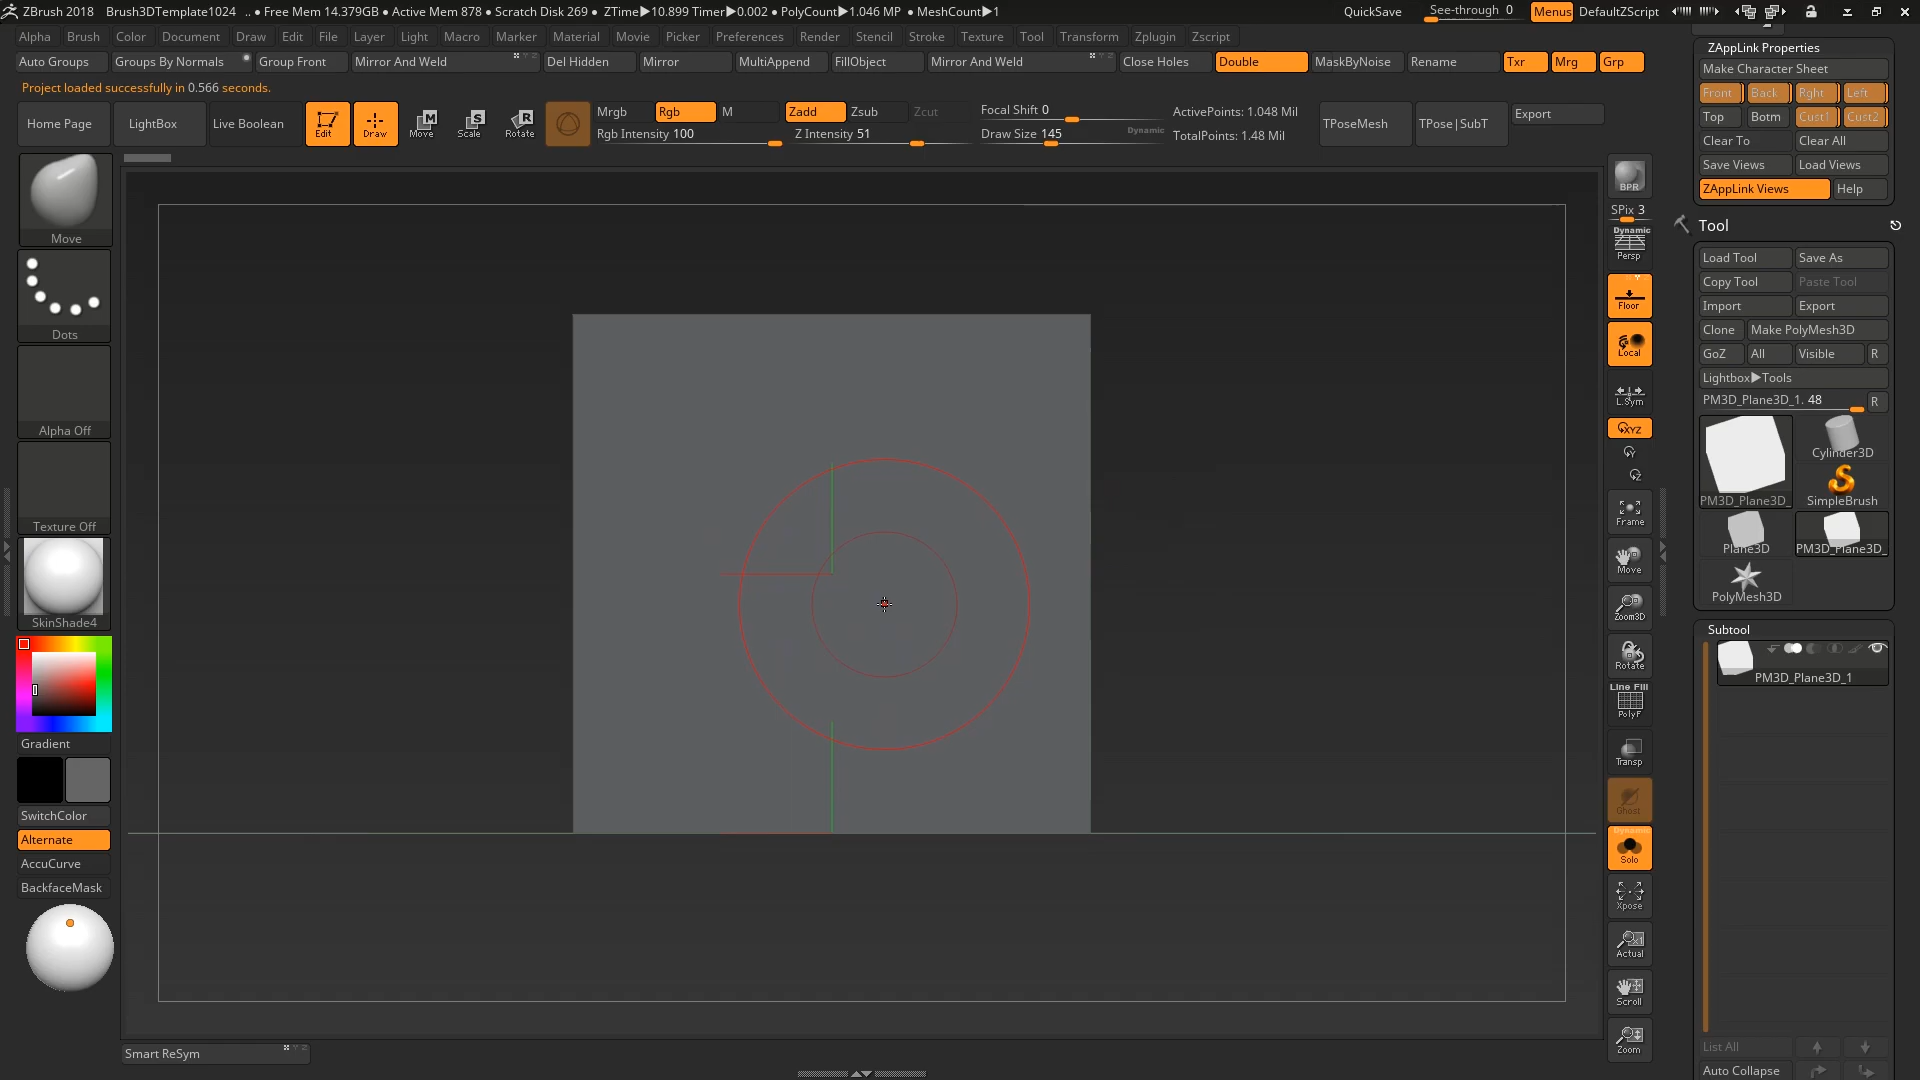 ZBrush 2018 Brush3DTemplate1024 .. • Free Mem 14.379GB • Active Mem 878 • Scratch Disk 269 • ZTime▶10.899 Timer▶0.002 • PolyCount▶1.046 MP • MeshCount▶1 QuickSave See-through 0 Menus DefaultZScript
Alpha Brush Color Document Draw Edit File Layer Light Macro Marker Material Movie Picker Preferences Render Stencil Stroke Texture Tool Transform Zplugin Zscript
Auto Groups Groups By Normals Group Front Mirror And Weld Del Hidden Mirror MultiAppend FillObject Mirror And Weld Close Holes Double MaskByNoise Rename Txr Mrg Grp
Project loaded successfully in 0.566 seconds.
Home Page LightBox Live Boolean Edit Draw Move Scale Rotate
Mrgb Rgb M Zadd Zsub Zcut Focal Shift 0 ActivePoints: 1.048 Mil
Rgb Intensity 100 Z Intensity 51 Draw Size 145 Dynamic TotalPoints: 1.48 Mil
TPoseMesh TPose|SubT Export
Move
Dots
Alpha Off
Texture Off
SkinShade4
Gradient
SwitchColor
Alternate
AccuCurve
BackfaceMask
Smart ReSym
BPR
SPix 3
Dynamic
Persp
Floor
Local
L.Sym
XYZ
Y
Z
Frame
Move
Zoom3D
Rotate
Line Fill
PolyF
Transp
Ghost
Dynamic
Solo
Xpose
Actual
Scroll
Zoom
ZAppLink Properties
Make Character Sheet
Front Back Rght Left
Top Botm Cust1 Cust2
Clear To Clear All
Save Views Load Views
ZAppLink Views Help
Tool
Load Tool Save As
Copy Tool Paste Tool
Import Export
Clone Make PolyMesh3D
GoZ All Visible R
Lightbox▶Tools
PM3D_Plane3D_1. 48 R
Cylinder3D
PM3D_Plane3D_ SimpleBrush
Plane3D PM3D_Plane3D_
PolyMesh3D
Subtool
PM3D_Plane3D_1
List All
Auto Collapse